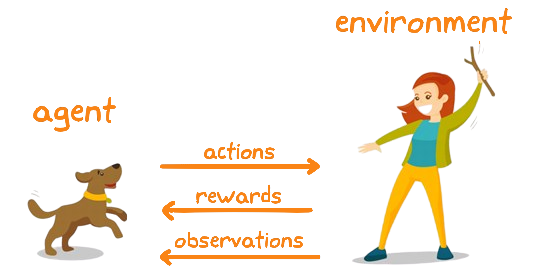 environment
agent
actions
rewards
observations